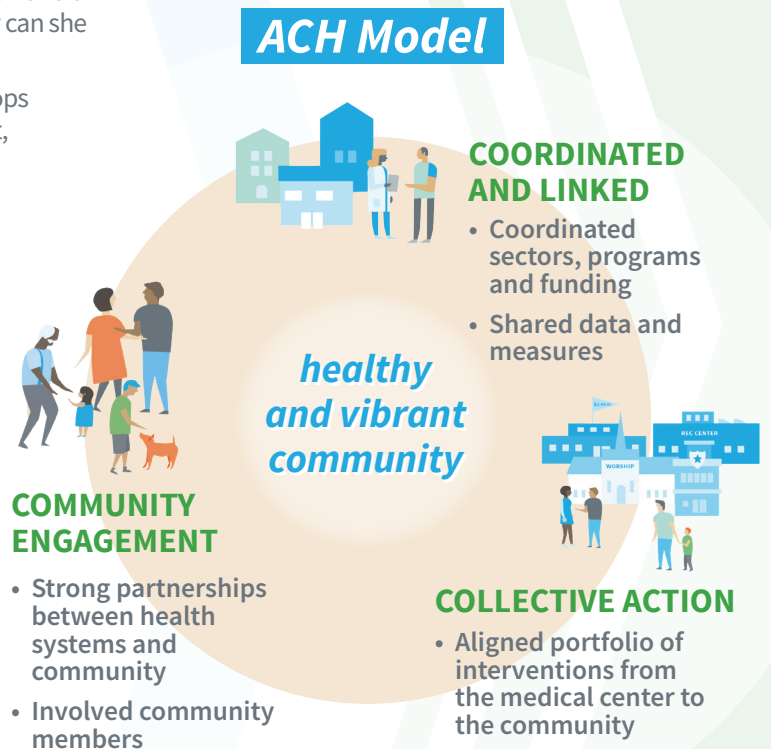 can she
ACH Model
ops
COORDINATED
AND LINKED
• Coordinated
sectors, programs
and funding
• Shared data and
measures
healthy
and vibrant
community
SCHOOL
REC CENTER
WORSHIP
COMMUNITY
ENGAGEMENT
• Strong partnerships
between health
systems and
community
• Involved community
members
COLLECTIVE ACTION
• Aligned portfolio of
interventions from
the medical center to
the community